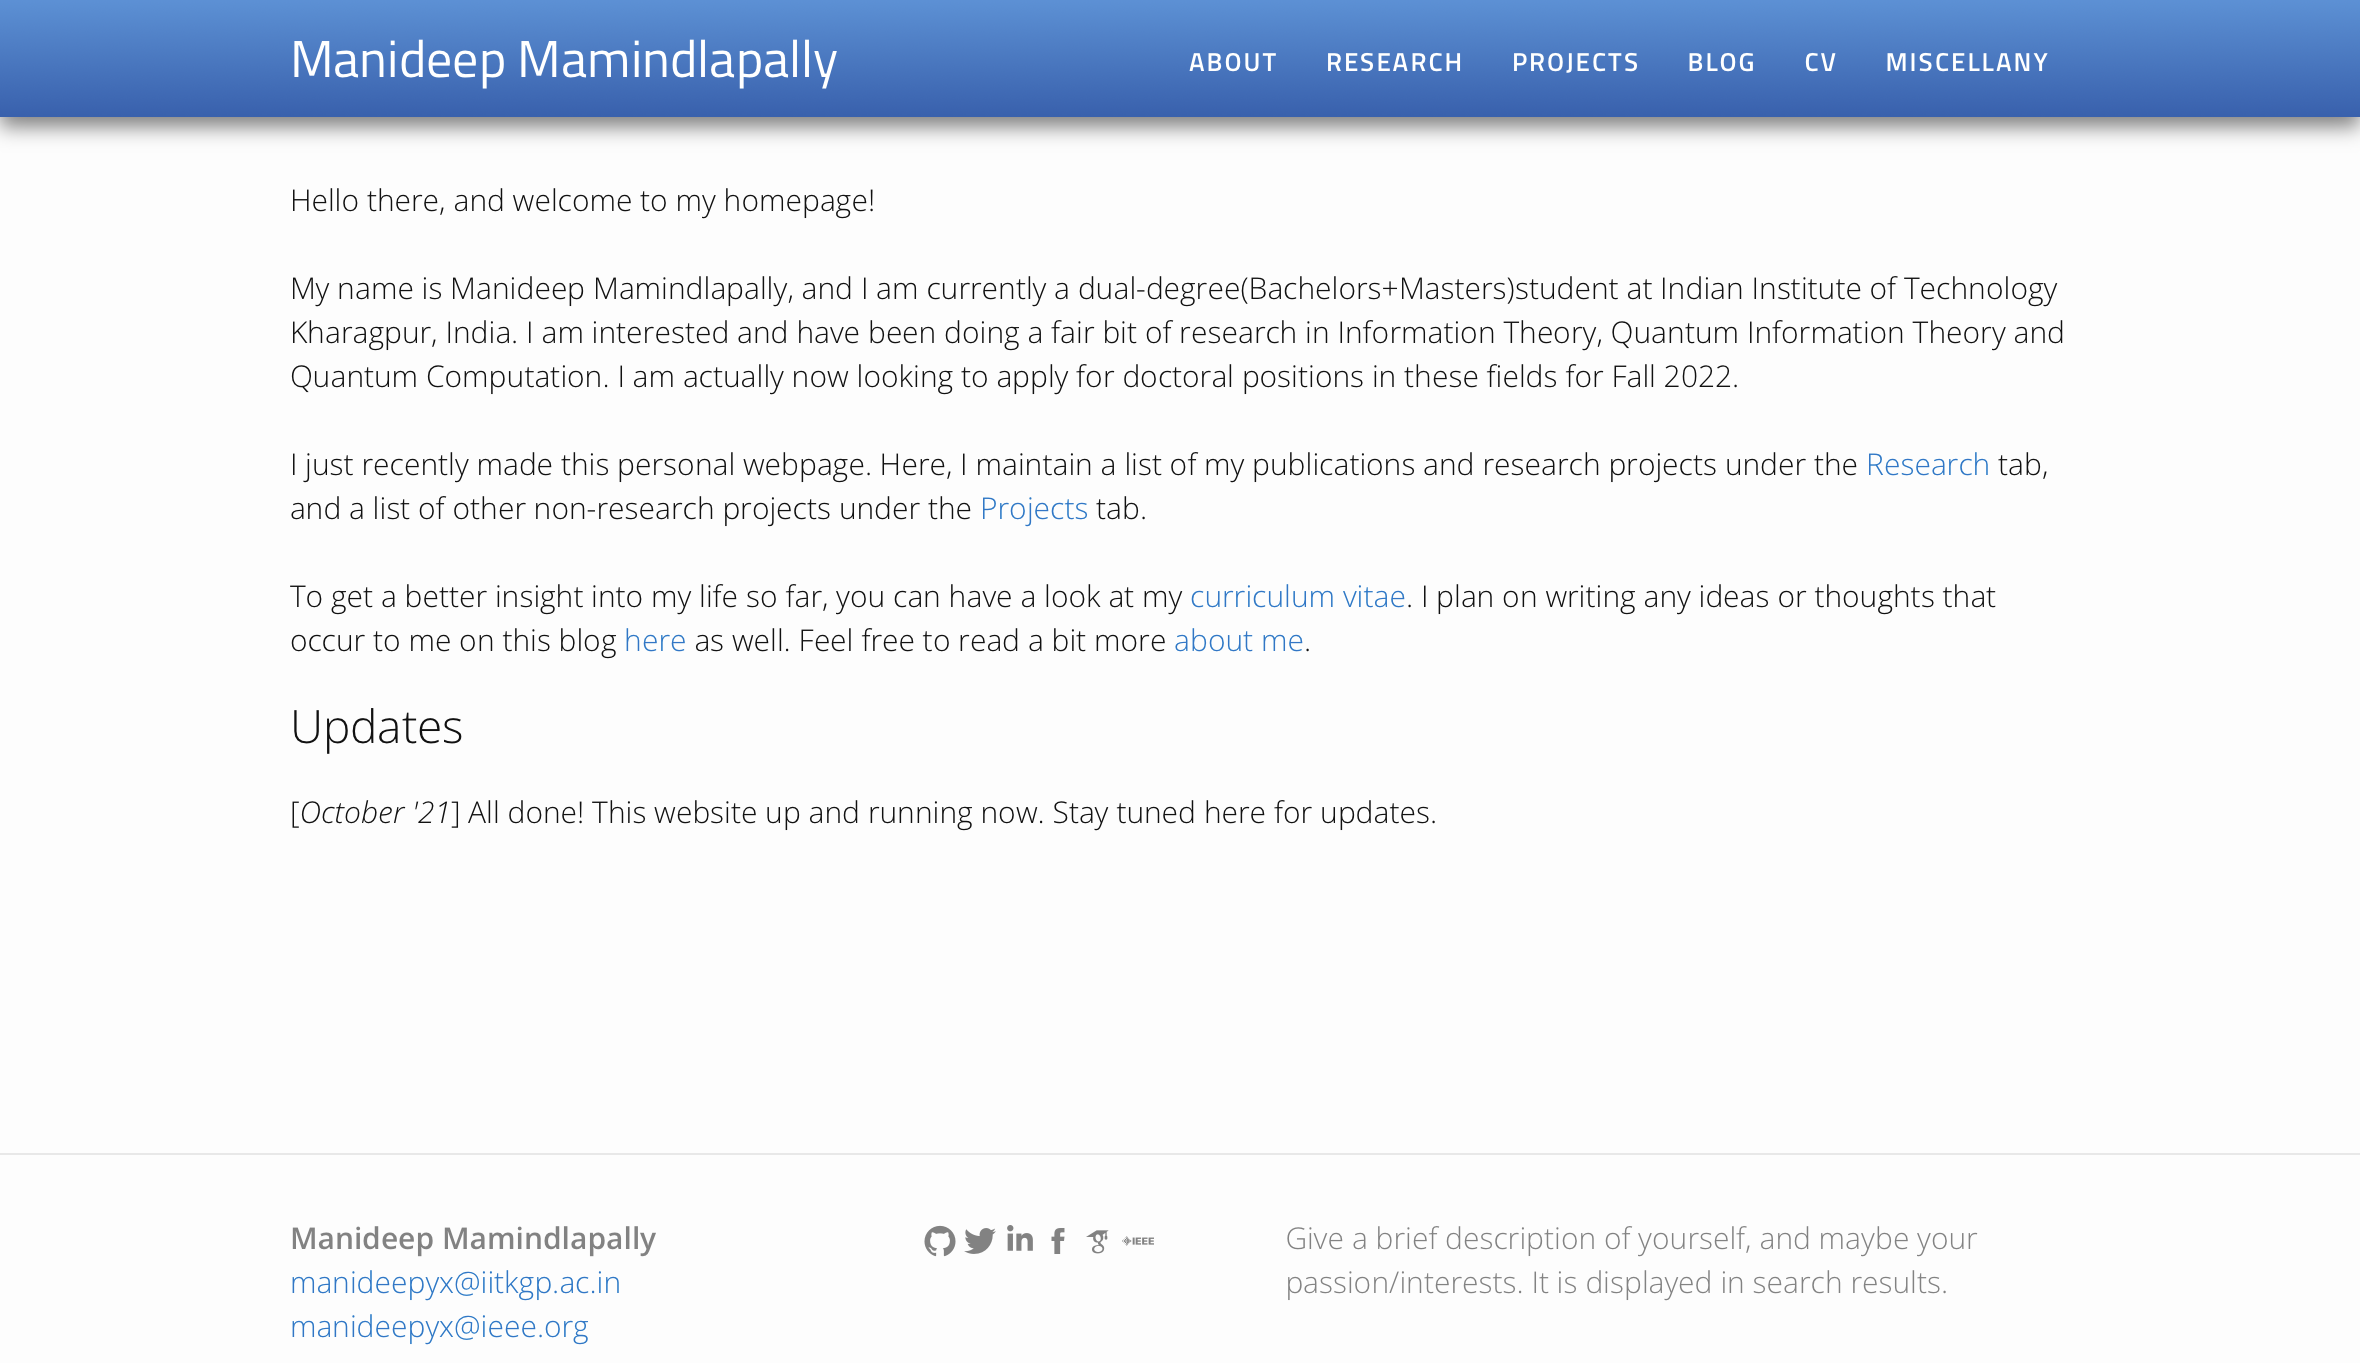 Manideep Mamindlapally
ABOUT RESEARCH PROJECTS BLOG CV MISCELLANY
Hello there, and welcome to my homepage!
My name is Manideep Mamindlapally, and I am currently a dual-degree(Bachelors+Masters)student at Indian Institute of Technology
Kharagpur, India. I am interested and have been doing a fair bit of research in Information Theory, Quantum Information Theory and
Quantum Computation. I am actually now looking to apply for doctoral positions in these fields for Fall 2022.
I just recently made this personal webpage. Here, I maintain a list of my publications and research projects under the Research tab,
and a list of other non-research projects under the Projects tab.
To get a better insight into my life so far, you can have a look at my curriculum vitae. I plan on writing any ideas or thoughts that
occur to me on this blog here as well. Feel free to read a bit more about me.
Updates
[October '21] All done! This website up and running now. Stay tuned here for updates.
Manideep Mamindlapally
manideepyx@iitkgp.ac.in
manideepyx@ieee.org
in f g IEEE
Give a brief description of yourself, and maybe your
passion/interests. It is displayed in search results.